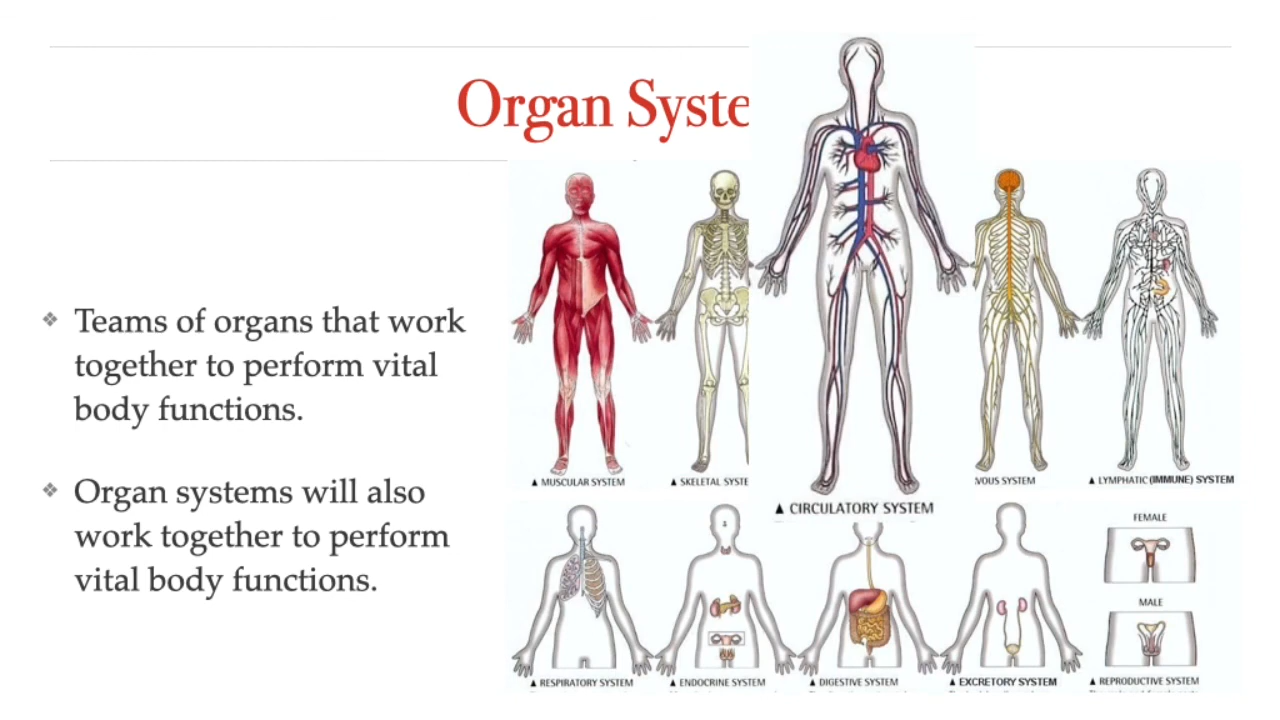 Organ Syste
❖ Teams of organs that work
together to perform vital
body functions.
❖ Organ systems will also
work together to perform
vital body functions.
▲ MUSCULAR SYSTEM
▲ SKELETAL SYSTE
▲ CIRCULATORY SYSTEM
VOUS SYSTEM
▲ LYMPHATIC (IMMUNE) SYSTEM
▲ RESPIRATORY SYSTEM
▲ ENDOCRINE SYSTEM
▲ DIGESTIVE SYSTEM
▲ EXCRETORY SYSTEM
FEMALE
MALE
▲ REPRODUCTIVE SYSTEM